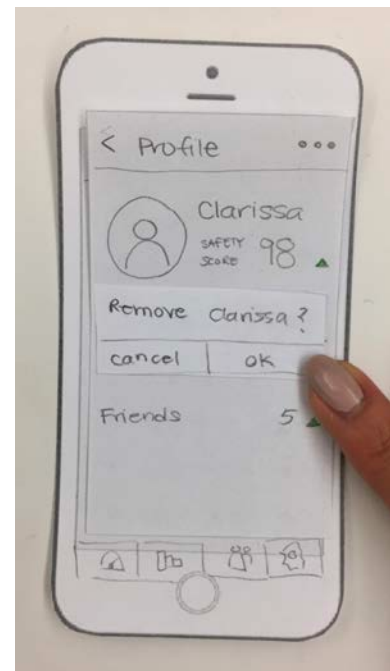 < Profile ...
Clarissa
SAFETY 98
SCORE
Remove Clarissa?
cancel | OK
Friends 5